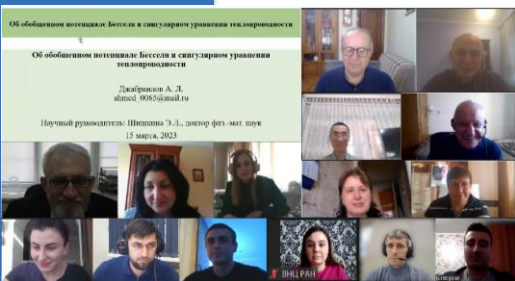 Об обобщенном потенциале Бесселя и сингулярном уравнении теплопроводности
Об обобщенном потенциале Бесселя и сингулярном уравнении
теплопроводности
Джабраилов А. Л.
ahmed_0065@mail.ru
Научный руководитель: Шишкина Э.Л., доктор физ.-мат. наук
15 марта, 2023
ВНЦ РАН